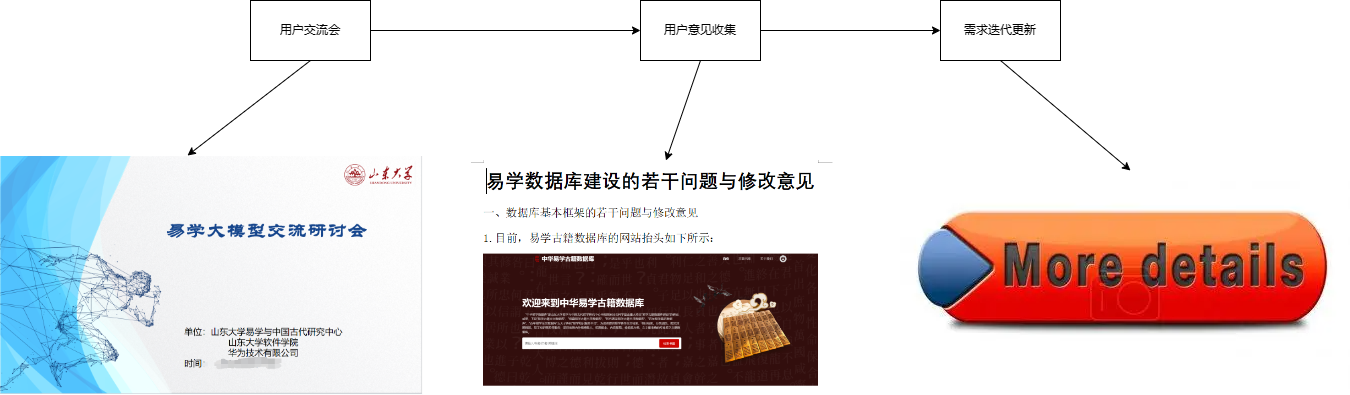 用户交流会
用户意见收集
需求迭代更新
山东大学
SHANDONG UNIVERSITY
易学大模型交流研讨会
单位：山东大学易学与中国古代研究中心
山东大学软件学院
华为技术有限公司
时间：
易学数据库建设的若干问题与修改意见
一、数据库基本框架的若干问题与修改意见
1.目前，易学古籍数据库的网站抬头如下所示：
中华易学古籍数据库
欢迎来到中华易学古籍数据库
More details